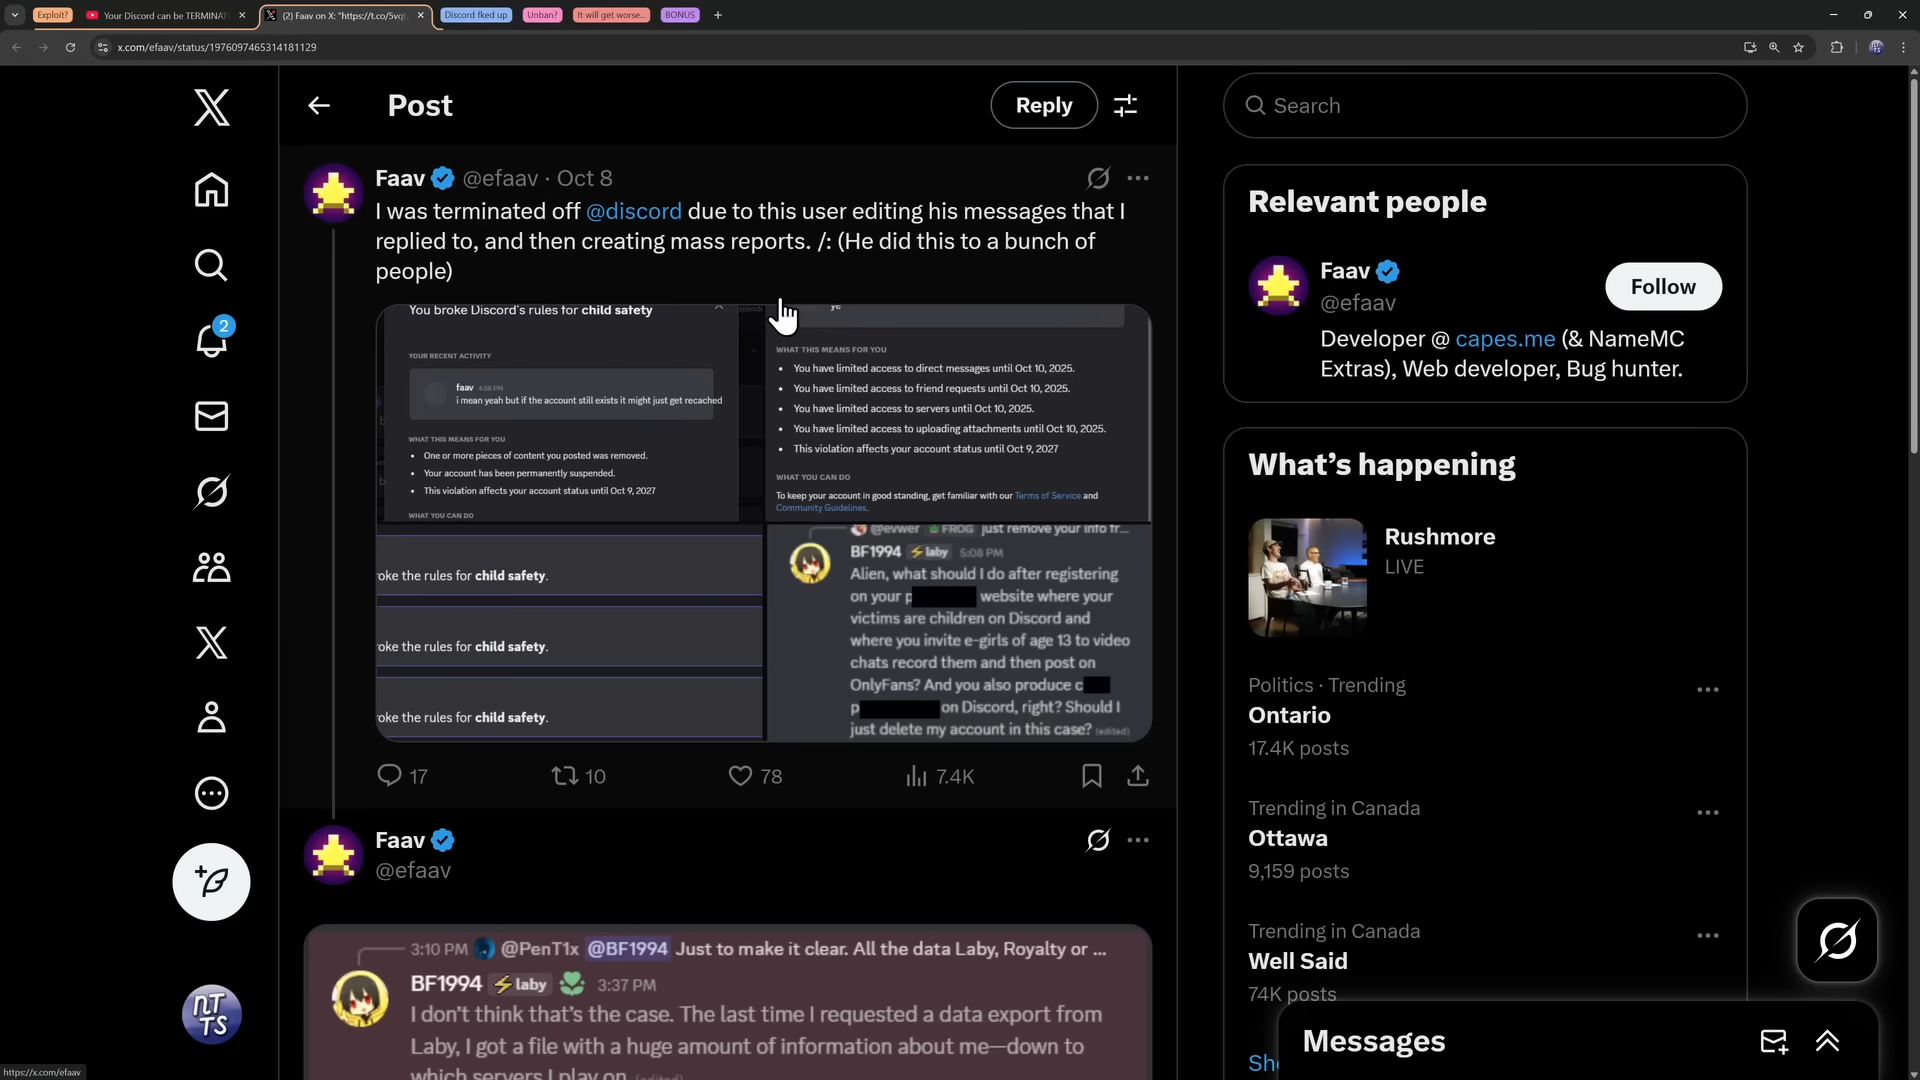 Exploit?
Your Discord can be TERMINAT
(2) Faav on X: "https://t.co/5vq
Discord fked up
Unban?
It will get worse...
BONUS
x.com/efaav/status/1976097465314181129
Post
Reply
Search
Faav @efaav · Oct 8
I was terminated off @discord due to this user editing his messages that I
replied to, and then creating mass reports. /: (He did this to a bunch of
people)
You broke Discord's rules for child safety
YOUR RECENT ACTIVITY
faav 4:58 PM
i mean yeah but if the account still exists it might just get recached
WHAT THIS MEANS FOR YOU
One or more pieces of content you posted was removed.
Your account has been permanently suspended.
This violation affects your account status until Oct 9, 2027
WHAT YOU CAN DO
ye
WHAT THIS MEANS FOR YOU
You have limited access to direct messages until Oct 10, 2025.
You have limited access to friend requests until Oct 10, 2025.
You have limited access to servers until Oct 10, 2025.
You have limited access to uploading attachments until Oct 10, 2025.
This violation affects your account status until Oct 9, 2027
WHAT YOU CAN DO
To keep your account in good standing, get familiar with our Terms of Service and
Community Guidelines.
oke the rules for child safety.
oke the rules for child safety.
oke the rules for child safety.
@evwer FROG just remove your info fr...
BF1994 laby 5:08 PM
Alien, what should I do after registering
on your p website where your
victims are children on Discord and
where you invite e-girls of age 13 to video
chats record them and then post on
OnlyFans? And you also produce c
p on Discord, right? Should I
just delete my account in this case? (edited)
17
10
78
7.4K
Faav
@efaav
3:10 PM @PenT1x @BF1994 Just to make it clear. All the data Laby, Royalty or ...
BF1994 laby 3:37 PM
I don't think that's the case. The last time I requested a data export from
Laby, I got a file with a huge amount of information about me—down to
which servers I play on. (edited)
Relevant people
Faav
@efaav
Follow
Developer @ capes.me (& NameMC
Extras), Web developer, Bug hunter.
What's happening
Rushmore
LIVE
Politics · Trending
Ontario
17.4K posts
Trending in Canada
Ottawa
9,159 posts
Trending in Canada
Well Said
74K posts
Sho
Messages
2
NTTS
https://x.com/efaav